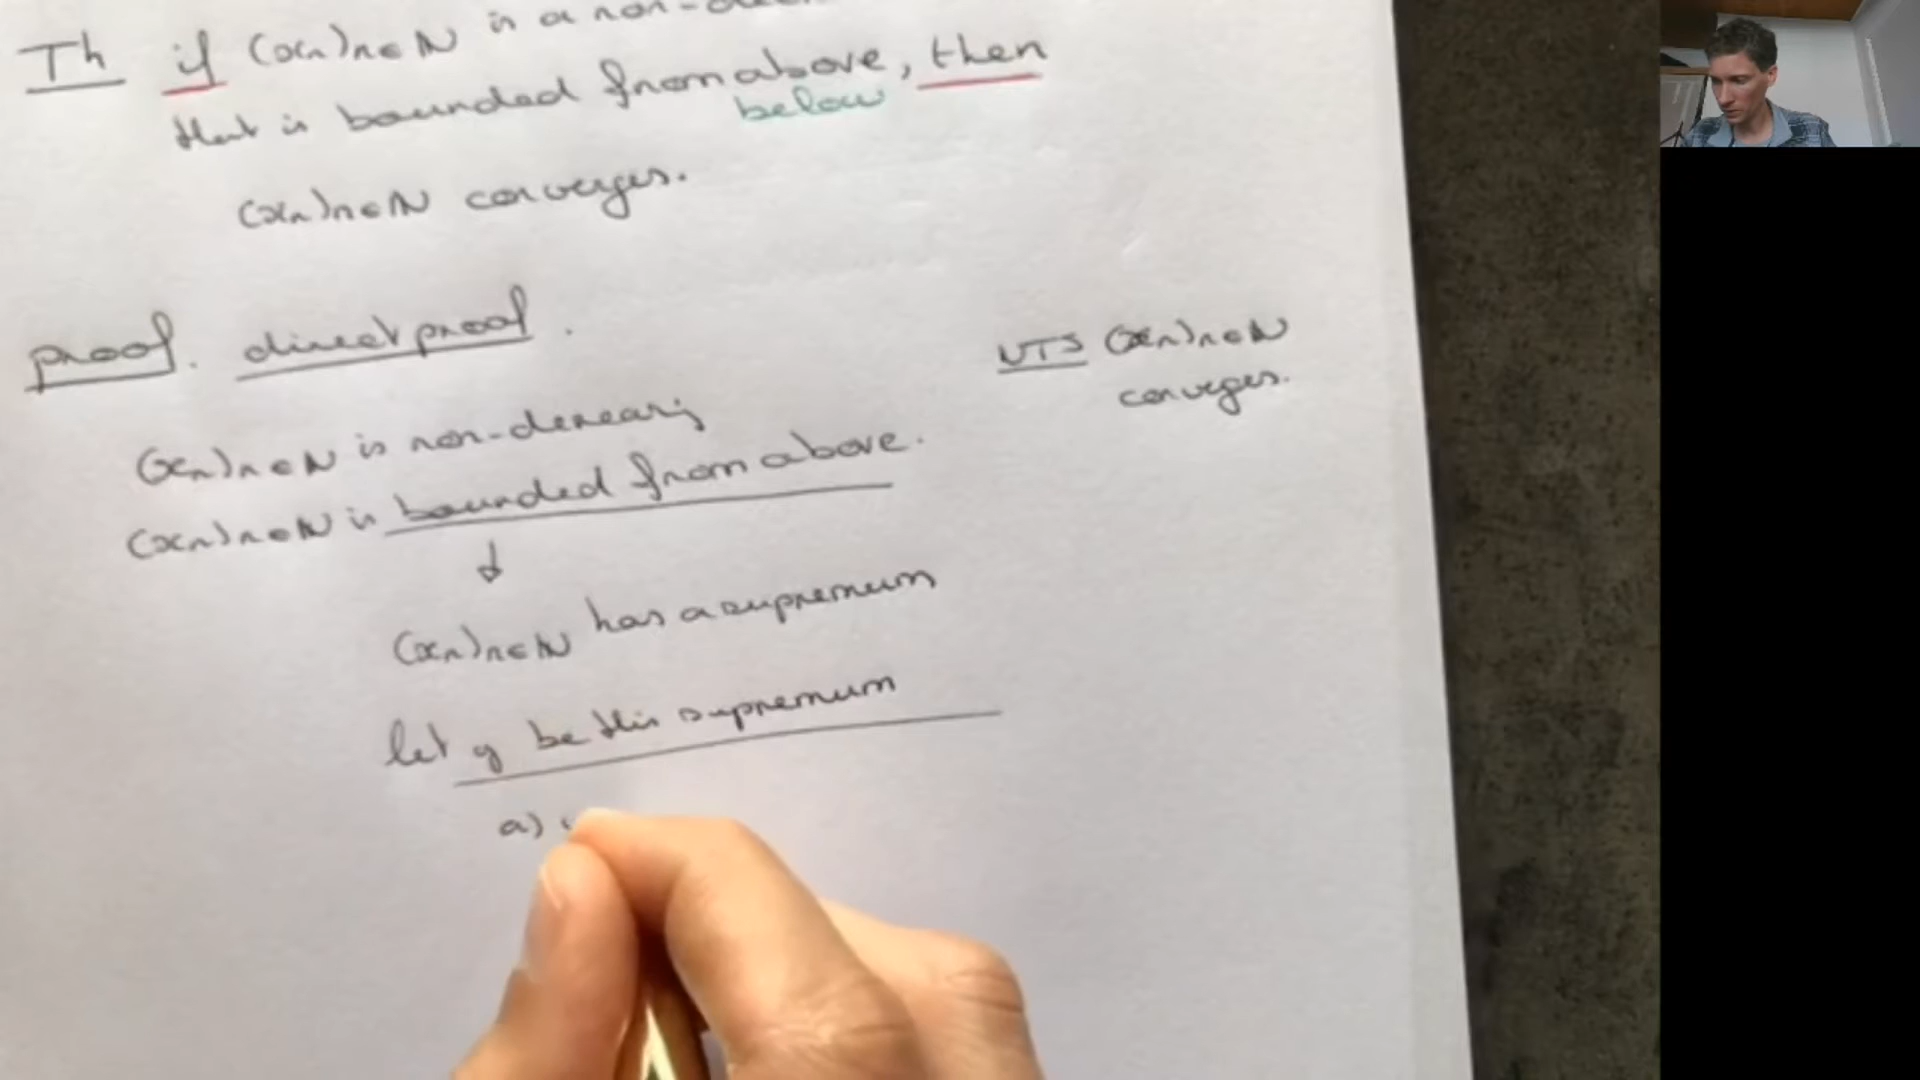 Th if (xn)n∈ℕ is a non-
that is bounded from above, then
below
(xn)n∈ℕ converges.
proof. direct proof.
NTS (xn)n∈ℕ
converges.
(xn)n∈ℕ is non-decreasing
(xn)n∈ℕ is bounded from above.
↓
(xn)n∈ℕ has a supremum
let y be this supremum
a)